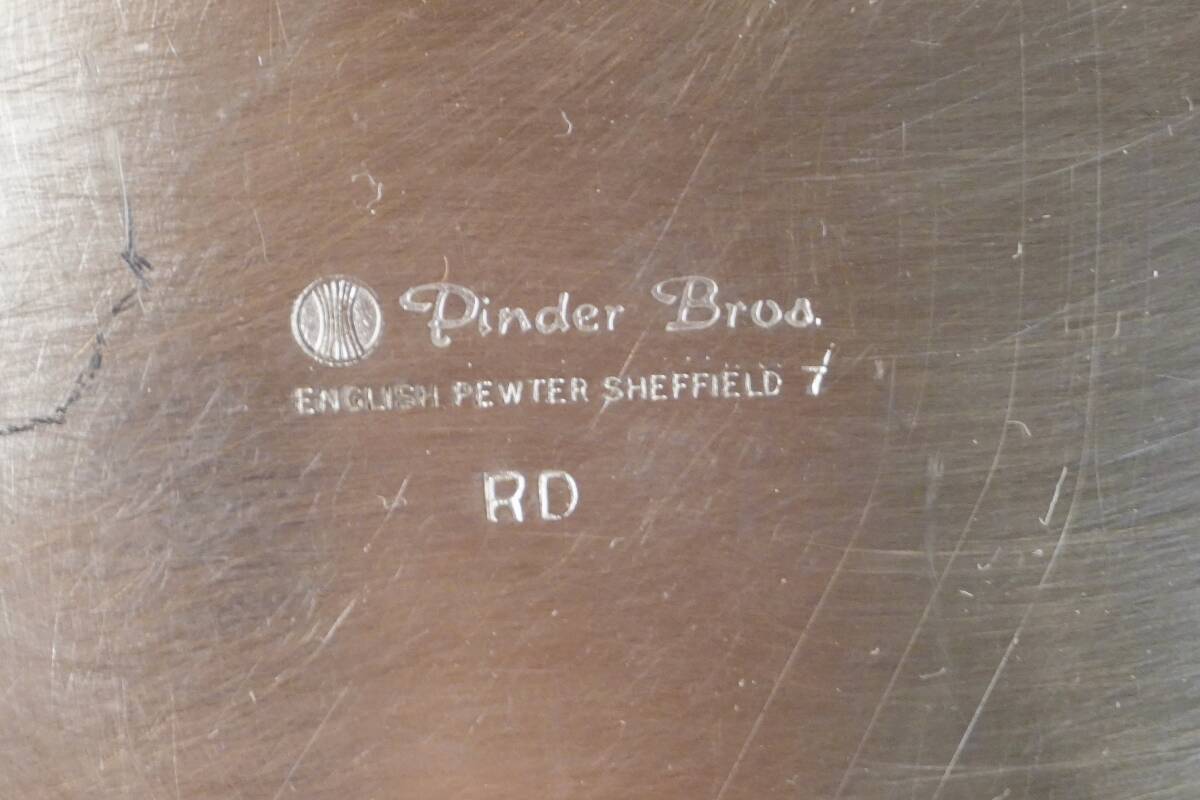 Pinder Bros.
ENGLISH PEWTER SHEFFIELD 7
RD